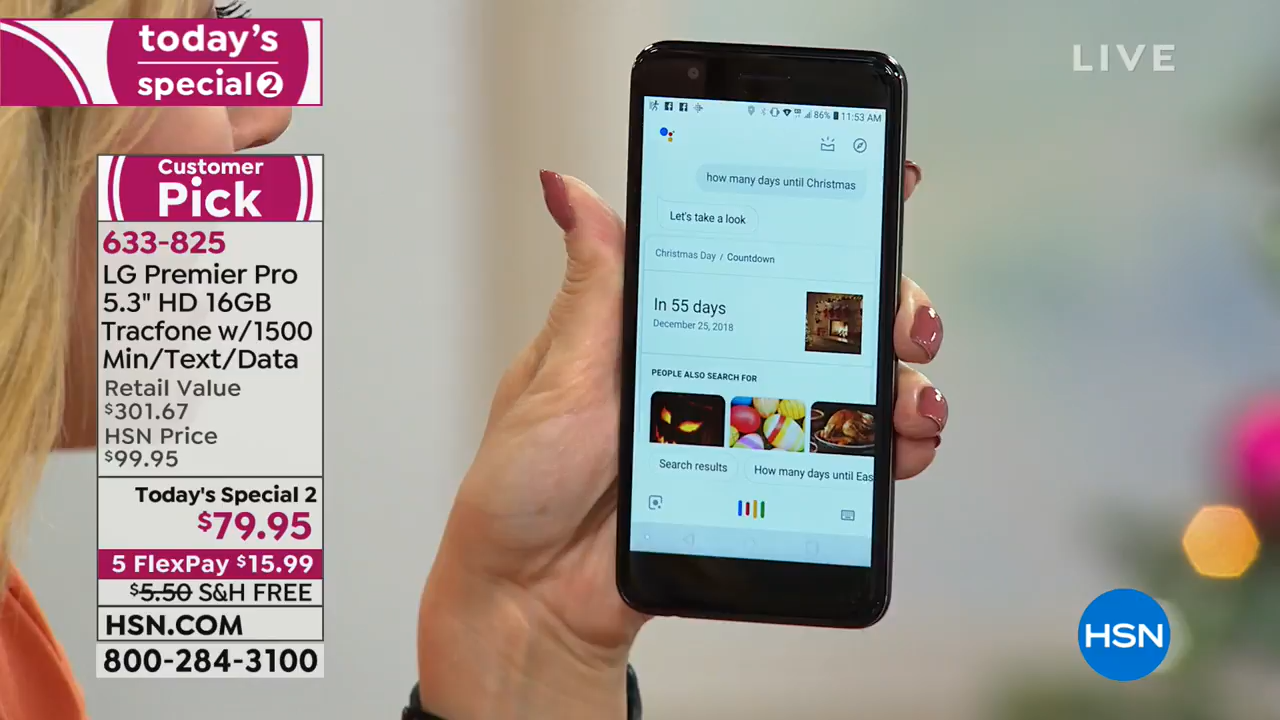 today's
special 2
Customer
Pick
633-825
LG Premier Pro
5.3" HD 16GB
Tracfone w/1500
Min/Text/Data
Retail Value
$301.67
HSN Price
$99.95
Today's Special 2
$79.95
5 FlexPay $15.99
$5.50 S&H FREE
HSN.COM
800-284-3100
LIVE
86% 11:53 AM
how many days until Christmas
Let's take a look
Christmas Day / Countdown
In 55 days
December 25, 2018
PEOPLE ALSO SEARCH FOR
Search results
How many days until Eas
HSN